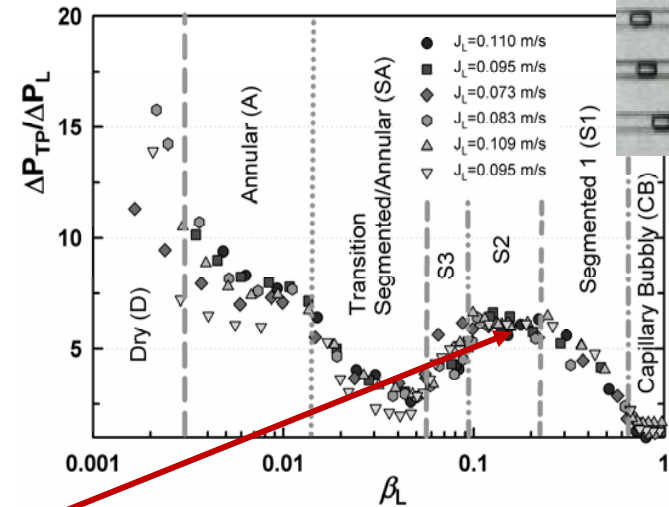 20
15
10
5
ΔP_TP/ΔP_L
0.001
0.01
0.1
1
β_L
Dry (D)
Annular (A)
Transition
Segmented/Annular (SA)
S3
S2
Segmented 1 (S1)
Capillary Bubbly (CB)
J_L=0.110 m/s
J_L=0.095 m/s
J_L=0.073 m/s
J_L=0.083 m/s
J_L=0.109 m/s
J_L=0.095 m/s